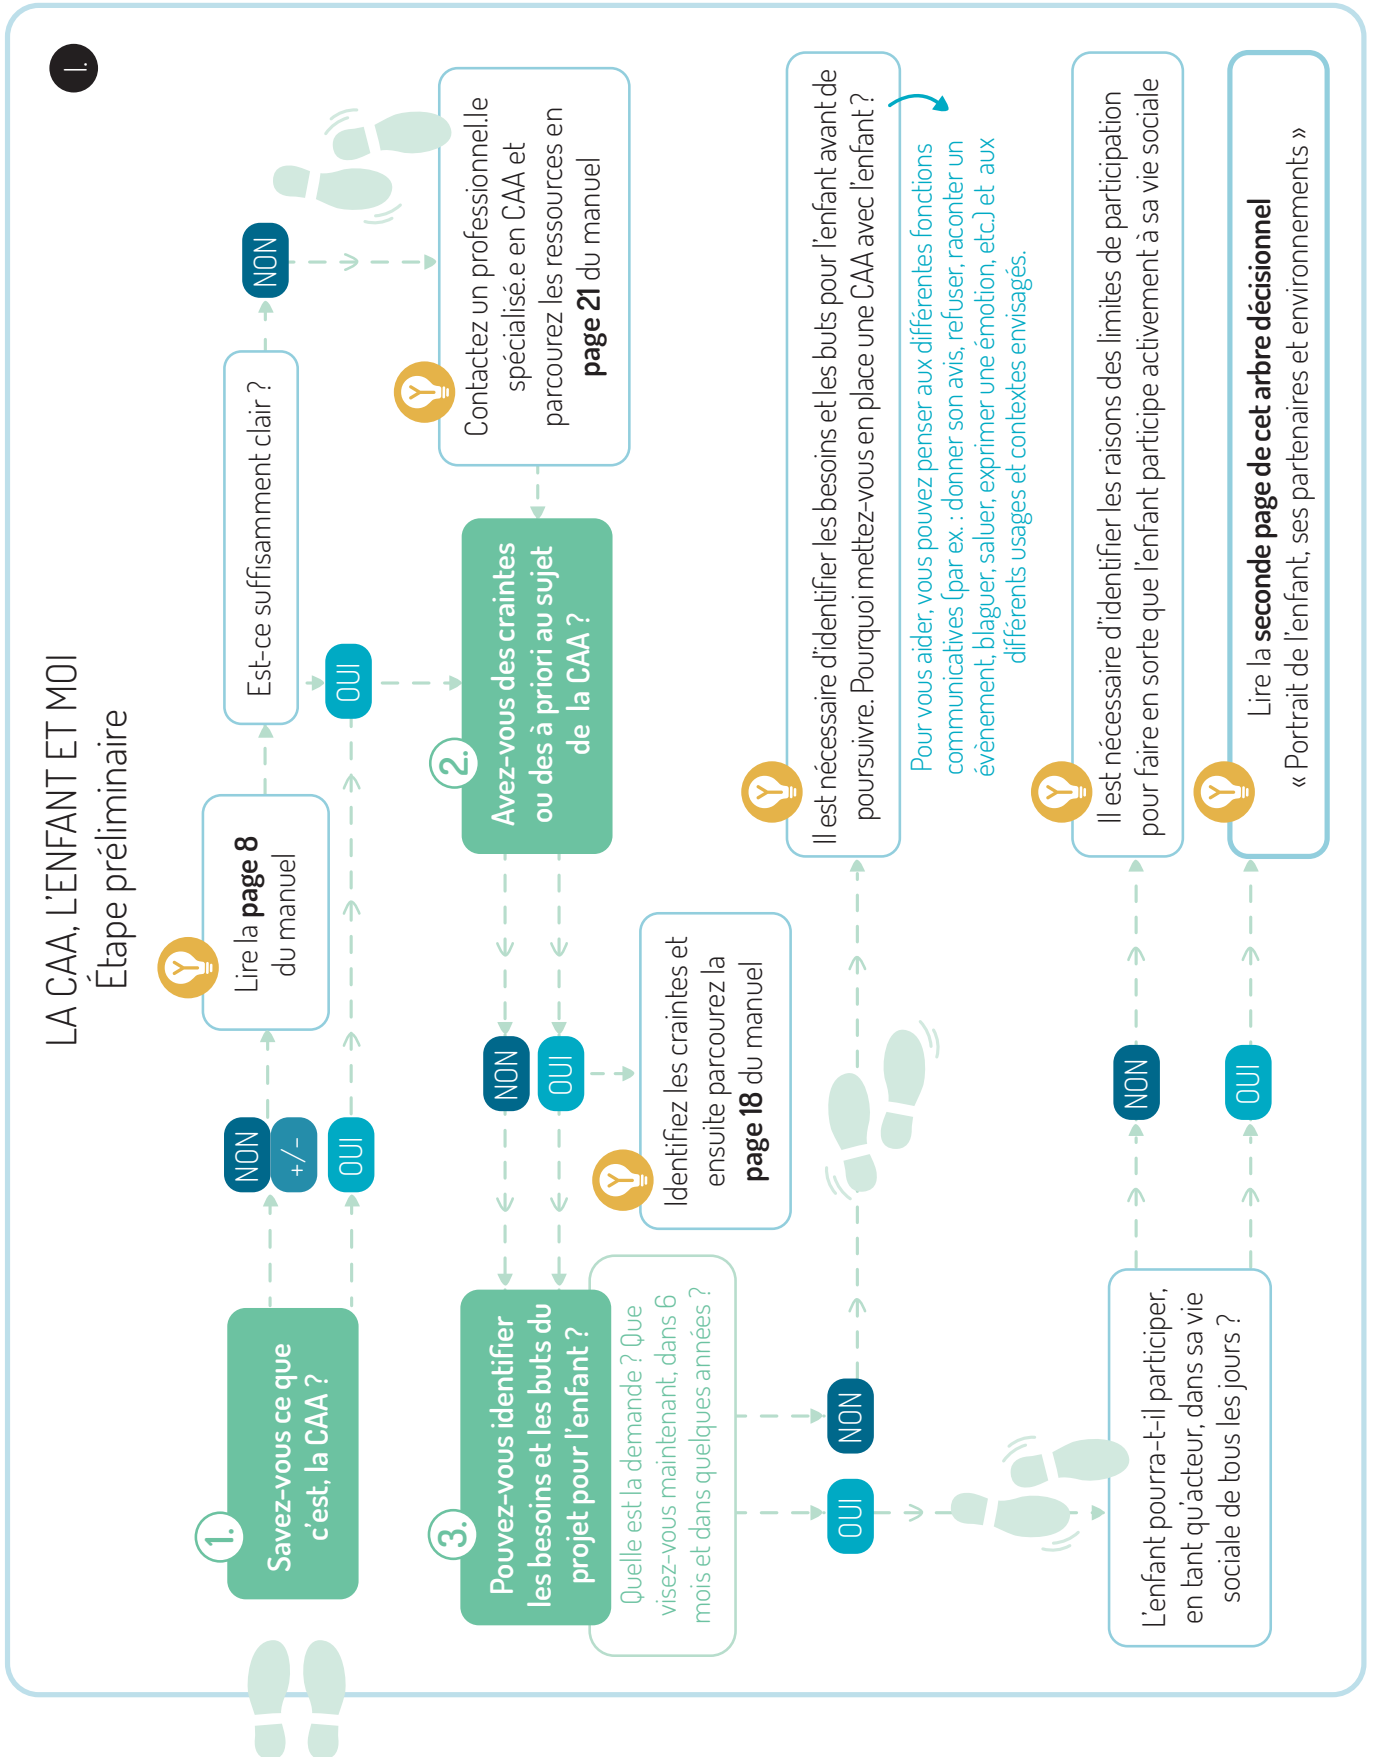 I.
LA CAA, L'ENFANT ET MOI
Étape préliminaire
1.
Savez-vous ce que
c'est, la CAA ?
NON
+/-
OUI
Lire la page 8
du manuel
Est-ce suffisamment clair ?
NON
OUI
Contactez un professionnel.le
spécialisé.e en CAA et
parcourez les ressources en
page 21 du manuel
2.
Avez-vous des craintes
ou des à priori au sujet
de la CAA ?
NON
OUI
Identifiez les craintes et
ensuite parcourez la
page 18 du manuel
3.
Pouvez-vous identifier
les besoins et les buts du
projet pour l'enfant ?
Quelle est la demande ? Que
visez-vous maintenant, dans 6
mois et dans quelques années ?
NON
OUI
Il est nécessaire d'identifier les besoins et les buts pour l'enfant avant de
poursuivre. Pourquoi mettez-vous en place une CAA avec l'enfant ?
Pour vous aider, vous pouvez penser aux différentes fonctions
communicatives (par ex. : donner son avis, refuser, raconter un
évènement, blaguer, saluer, exprimer une émotion, etc.) et aux
différents usages et contextes envisagés.
L'enfant pourra-t-il participer,
en tant qu'acteur, dans sa vie
sociale de tous les jours ?
NON
OUI
Il est nécessaire d'identifier les raisons des limites de participation
pour faire en sorte que l'enfant participe activement à sa vie sociale
Lire la seconde page de cet arbre décisionnel
« Portrait de l'enfant, ses partenaires et environnements »